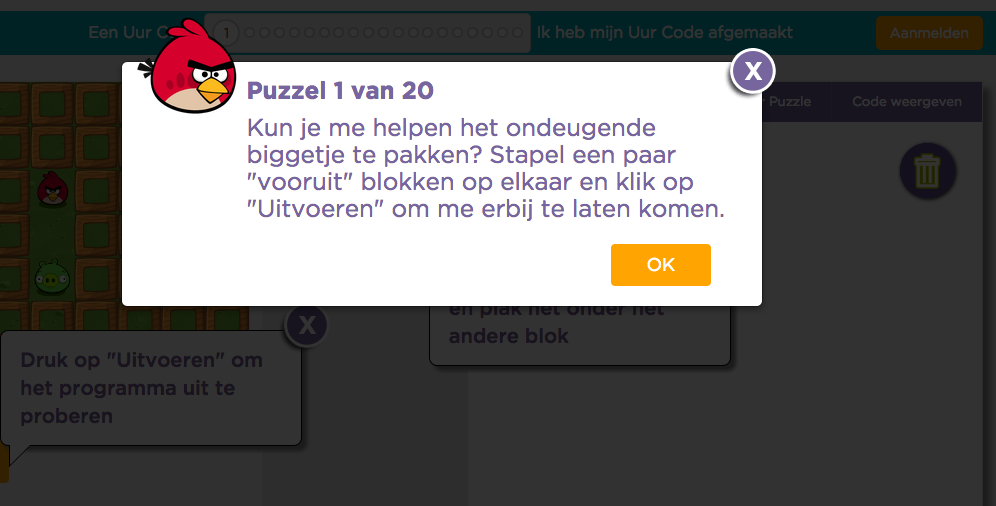 Een Uur C
1
Ik heb mijn Uur Code afgemaakt
Aanmelden
Puzzle
Code weergeven
X
Puzzel 1 van 20
Kun je me helpen het ondeugende
biggetje te pakken? Stapel een paar
"vooruit" blokken op elkaar en klik op
"Uitvoeren" om me erbij te laten komen.
OK
en plak het onder het
andere blok
X
Druk op "Uitvoeren" om
het programma uit te
proberen